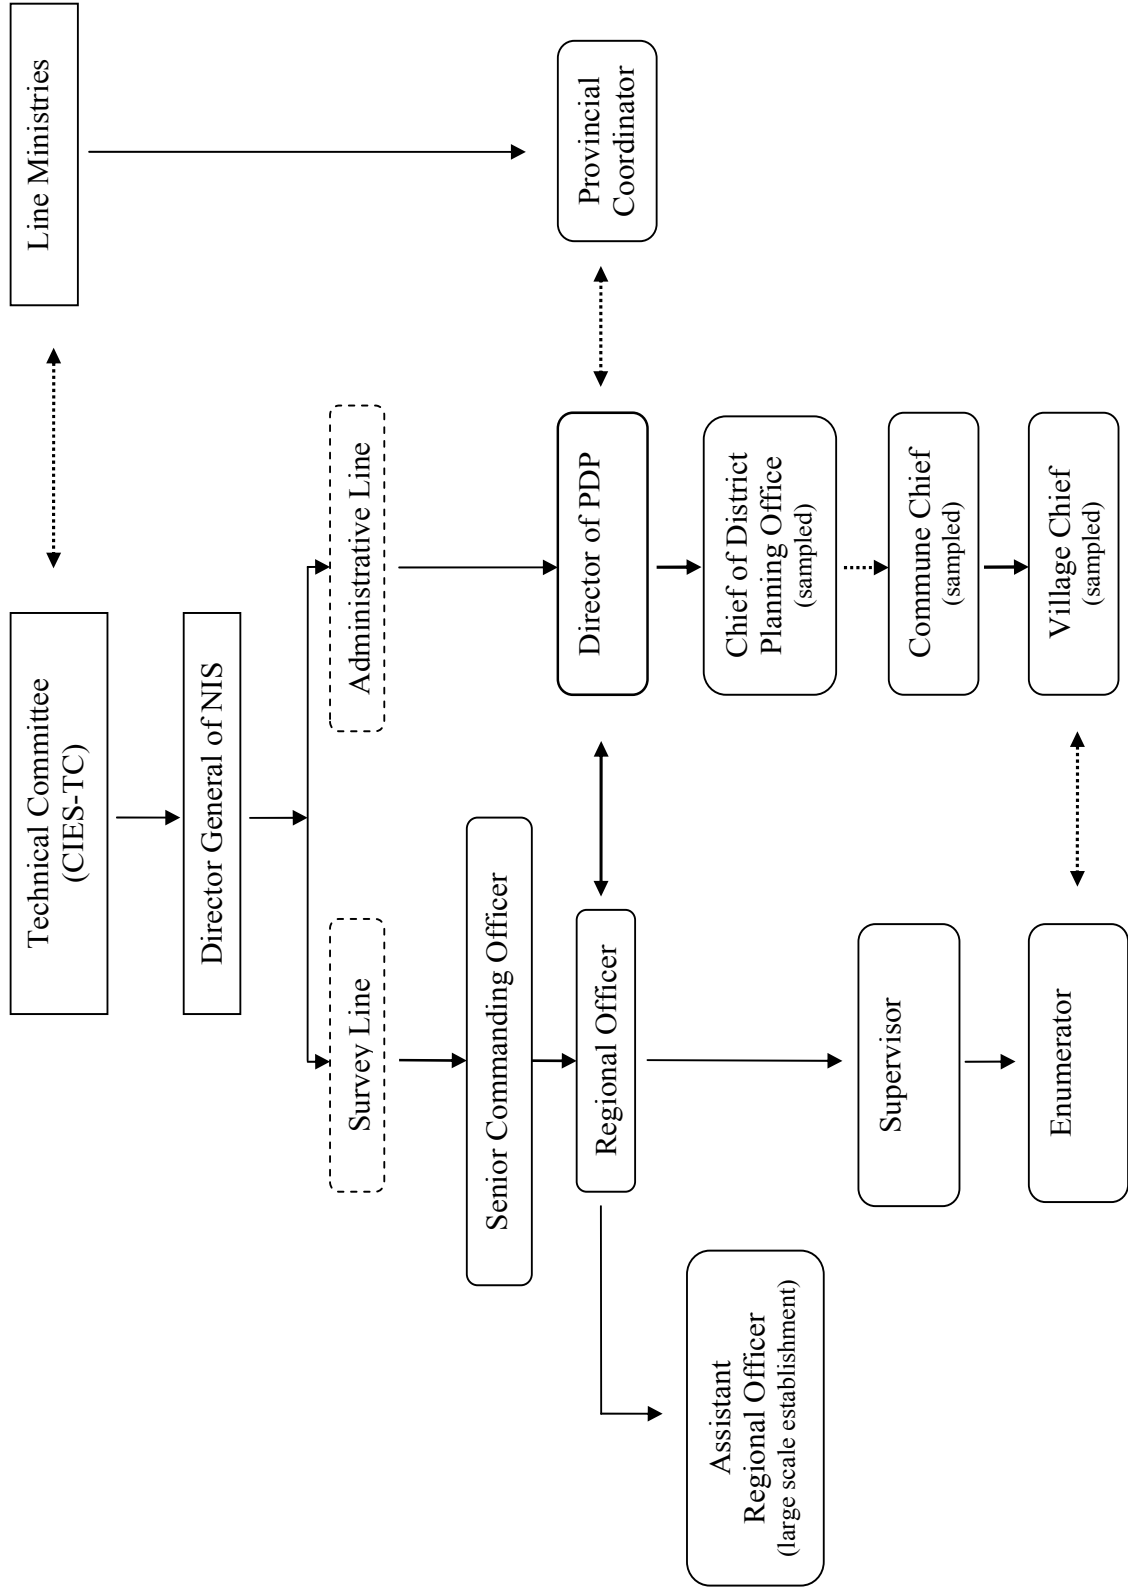 Technical Committee
(CIES-TC)
Line Ministries
Director General of NIS
Survey Line
Administrative Line
Senior Commanding Officer
Regional Officer
Director of PDP
Provincial
Coordinator
Assistant
Regional Officer
(large scale establishment)
Chief of District
Planning Office
(sampled)
Supervisor
Commune Chief
(sampled)
Enumerator
Village Chief
(sampled)